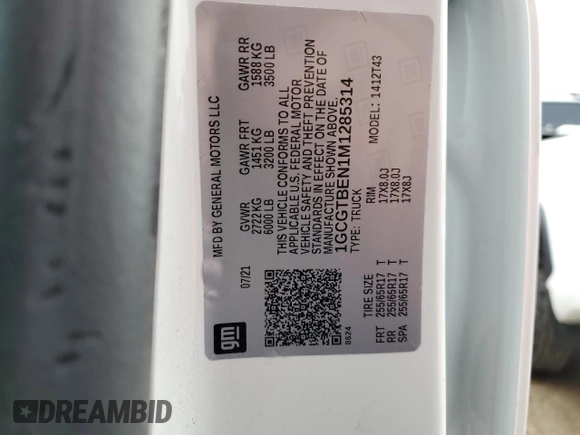 MFD BY GENERAL MOTORS LLC
07/21
GVWR GAWR FRT GAWR RR
2722 KG 1451 KG 1588 KG
6000 LB 3200 LB 3500 LB
THIS VEHICLE CONFORMS TO ALL
APPLICABLE U.S. FEDERAL MOTOR
VEHICLE SAFETY AND THEFT PREVENTION
STANDARDS IN EFFECT ON THE DATE OF
MANUFACTURE SHOWN ABOVE.
1GCGTBEN1M1285314
TYPE: TRUCK MODEL: 1412T43
TIRE SIZE RIM
FRT 255/65R17 T 17X8.0J
RR 255/65R17 T 17X8.0J
SPA 255/65R17 T 17X8J
gm
8624
DREAMBID